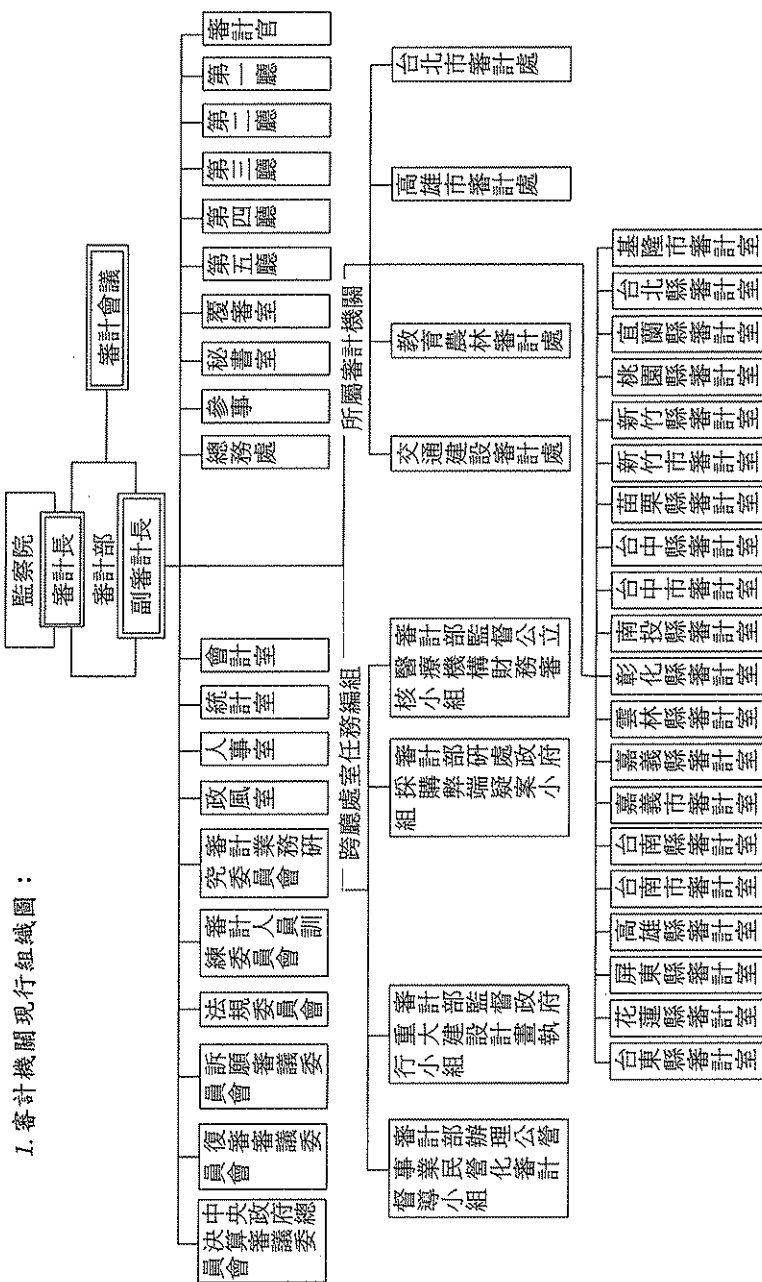 1.審計機關現行組織圖：
監察院
審計長
審計部
副審計長
審計會議
審計官
第一廳
第二廳
第三廳
第四廳
第五廳
覆審室
秘書室
參事
總務處
會計室
統計室
人事室
政風室
審計業務研
究委員會
審計人員訓
練委員會
法規委員會
訴願審議委
員會
復審審議委
員會
中央政府總
決算審議委
員會
所屬審計機關
台北市審計處
高雄市審計處
教育農林審計處
交通建設審計處
跨廳處室任務編組
審計部監督公立
醫療機構財務審
核小組
審計部研處政府
採購弊端疑案小
組
審計部監督政府
重大建設計畫執
行小組
審計部辦理公營
事業民營化審計
督導小組
基隆市審計室
台北縣審計室
宜蘭縣審計室
桃園縣審計室
新竹縣審計室
新竹市審計室
苗栗縣審計室
台中縣審計室
台中市審計室
南投縣審計室
彰化縣審計室
雲林縣審計室
嘉義縣審計室
嘉義市審計室
台南縣審計室
台南市審計室
高雄縣審計室
屏東縣審計室
花蓮縣審計室
台東縣審計室